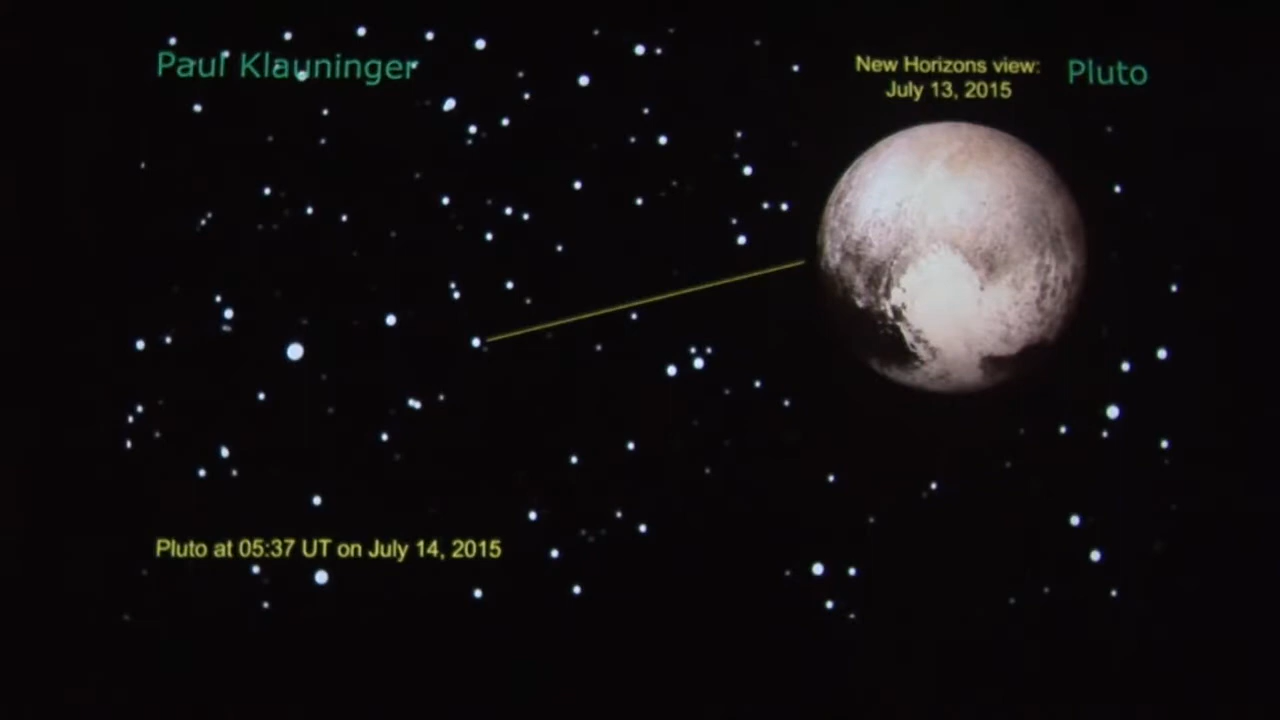 Paul Klauninger
New Horizons view:
July 13, 2015
Pluto
Pluto at 05:37 UT on July 14, 2015